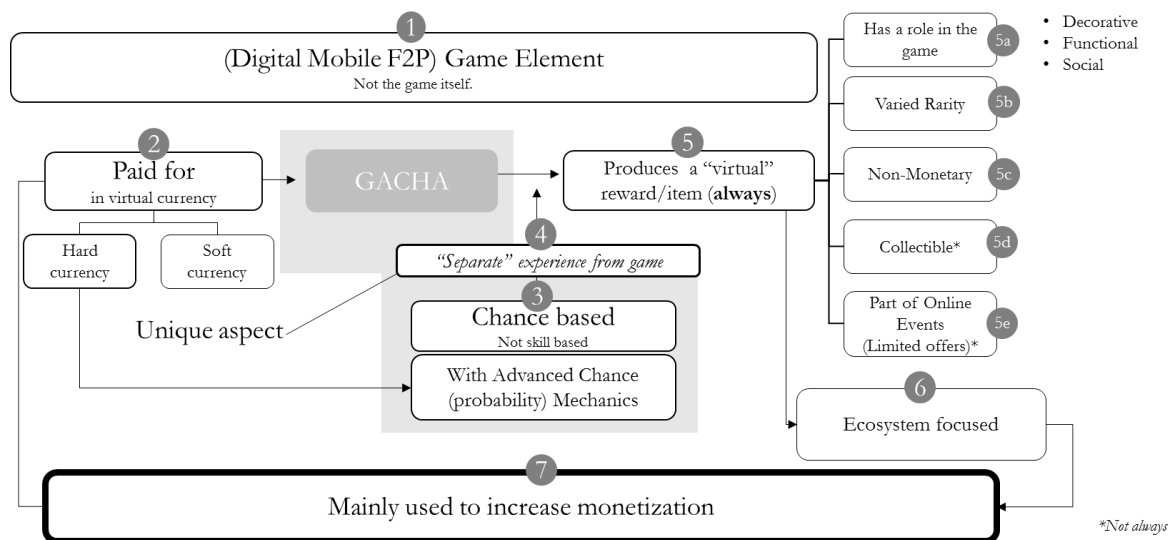 1
(Digital Mobile F2P) Game Element
Not the game itself.
2
Paid for
in virtual currency
Hard
currency
Soft
currency
GACHA
5
Produces a “virtual”
reward/item (always)
4
“Separate” experience from game
3
Chance based
Not skill based
With Advanced Chance
(probability) Mechanics
Unique aspect
Has a role in the
game
5a
• Decorative
• Functional
• Social
Varied Rarity
5b
Non-Monetary
5c
Collectible*
5d
Part of Online
Events
(Limited offers)*
5e
6
Ecosystem focused
7
Mainly used to increase monetization
*Not always